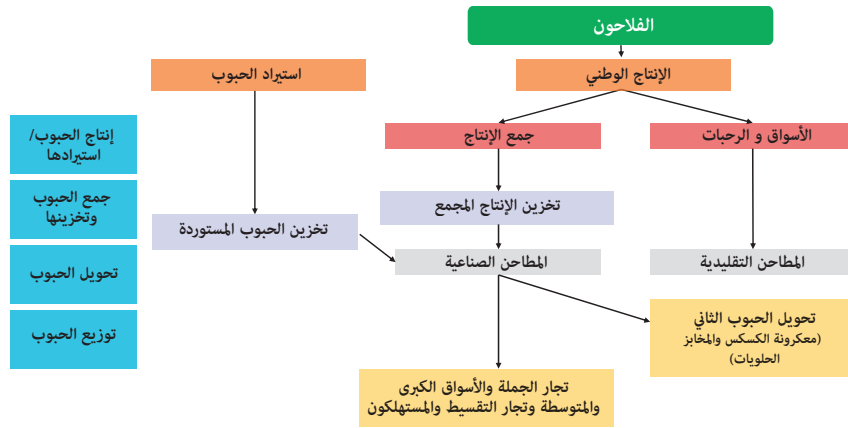 الفلاحون
الإنتاج الوطني
استيراد الحبوب
الأسواق و الرحبات
جمع الإنتاج
إنتاج الحبوب/
استيرادها
تخزين الإنتاج المجمع
جمع الحبوب
وتخزينها
تخزين الحبوب المستوردة
المطاحن التقليدية
المطاحن الصناعية
تحويل الحبوب
تحويل الحبوب الثاني
(معكرونة الكسكس والمخابز
الحلويات)
توزيع الحبوب
تجار الجملة والأسواق الكبرى
والمتوسطة وتجار التقسيط والمستهلكون